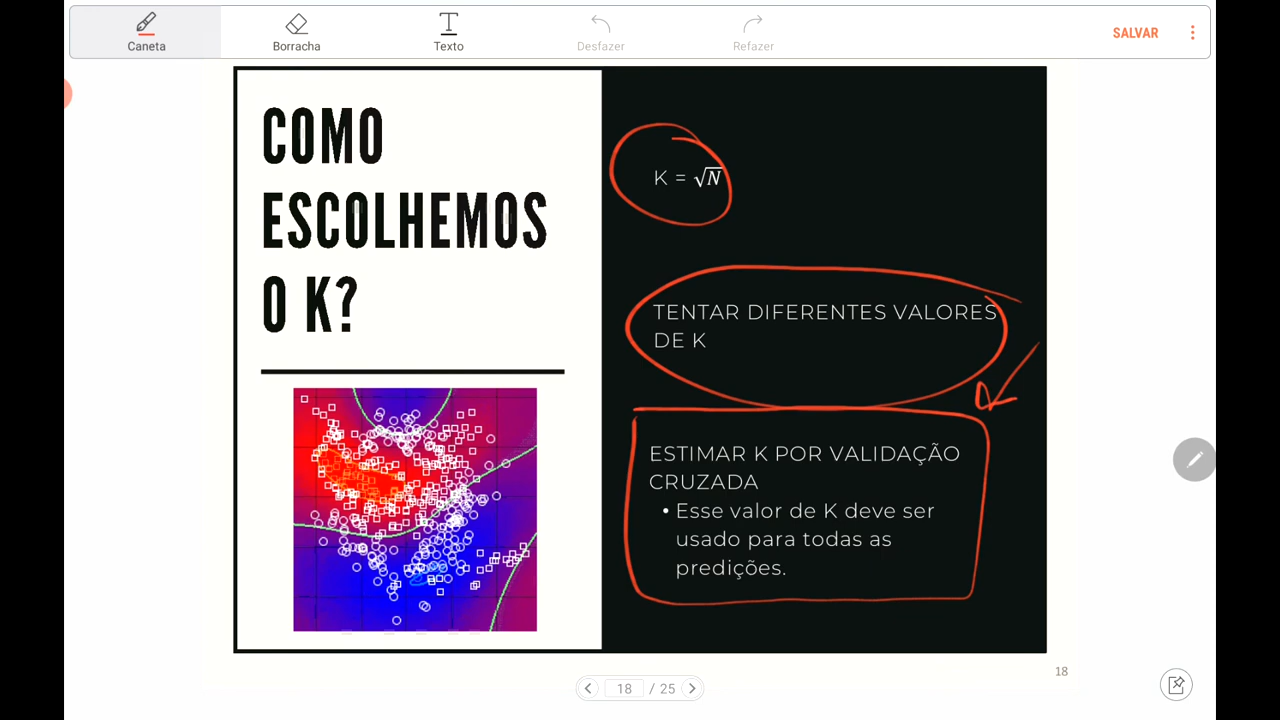 Caneta
Borracha
Texto
Desfazer
Refazer
SALVAR
COMO
ESCOLHEMOS
O K?
K = √N
TENTAR DIFERENTES VALORES
DE K
ESTIMAR K POR VALIDAÇÃO
CRUZADA
• Esse valor de K deve ser
usado para todas as
predições.
18
18 / 25